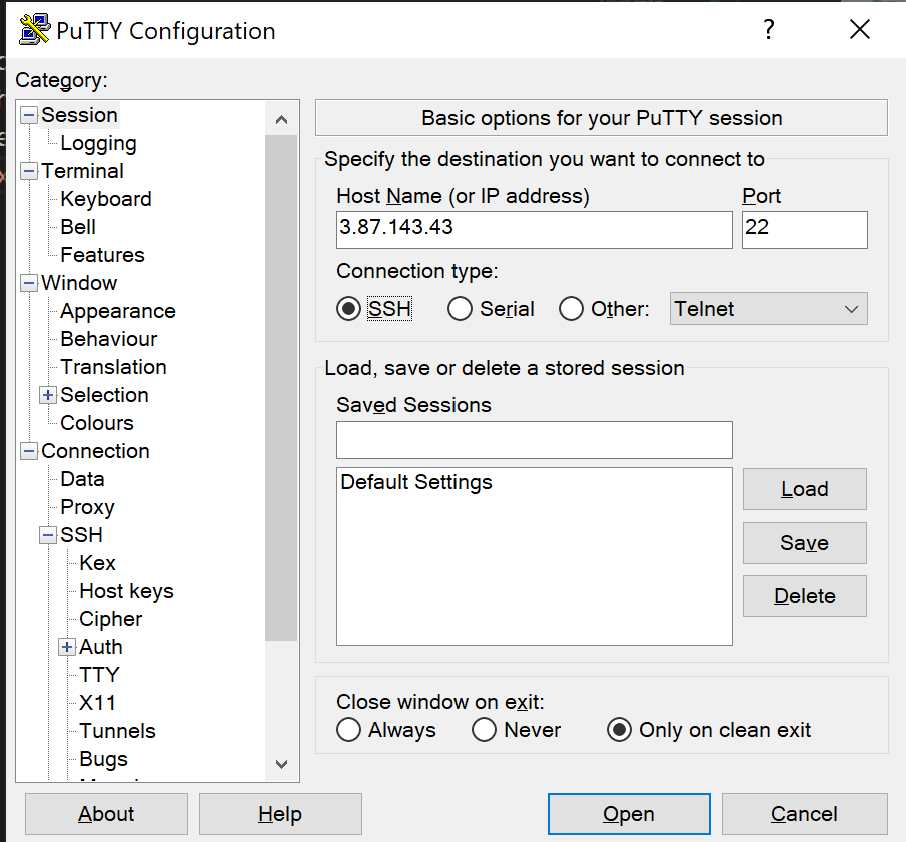 PuTTY Configuration
?
Category:
Session
Logging
Terminal
Keyboard
Bell
Features
Window
Appearance
Behaviour
Translation
Selection
Colours
Connection
Data
Proxy
SSH
Kex
Host keys
Cipher
Auth
TTY
X11
Tunnels
Bugs
Basic options for your PuTTY session
Specify the destination you want to connect to
Host Name (or IP address) Port
3.87.143.43 22
Connection type:
SSH Serial Other: Telnet
Load, save or delete a stored session
Saved Sessions
Default Settings
Load
Save
Delete
Close window on exit:
Always Never Only on clean exit
About Help Open Cancel